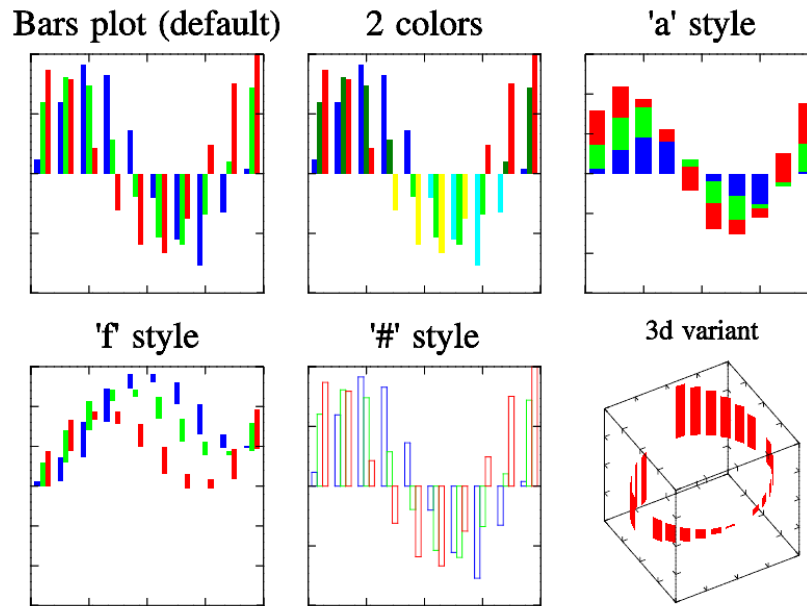 Bars plot (default)
2 colors
'a' style
'f' style
'#' style
3d variant